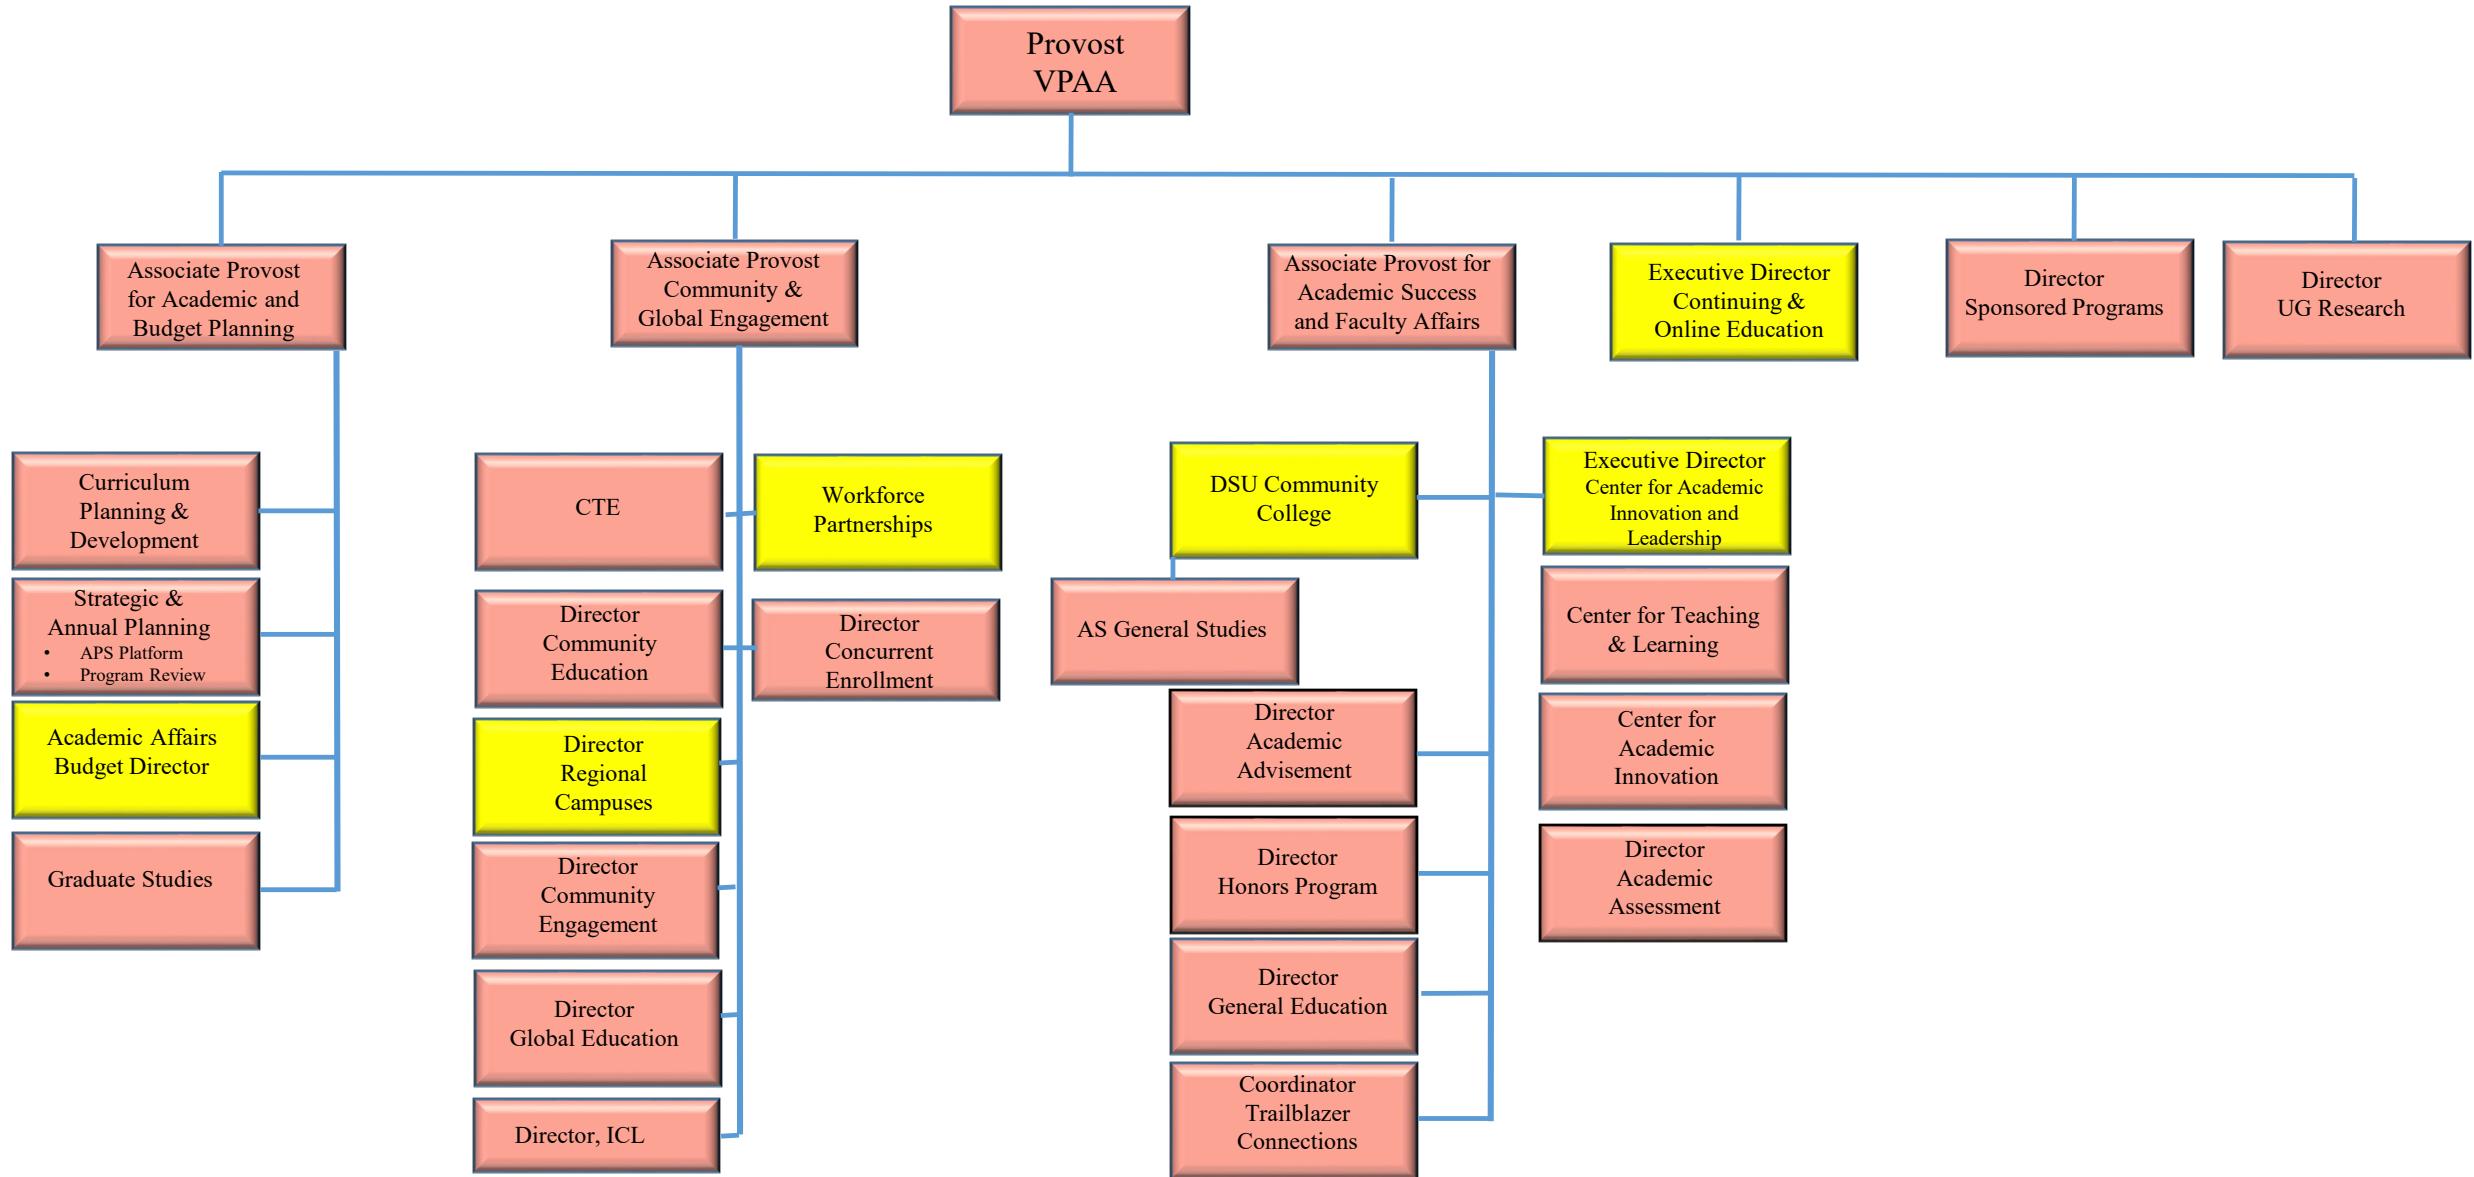 Provost
VPAA
Associate Provost
for Academic and
Budget Planning
Associate Provost
Community &
Global Engagement
Associate Provost for
Academic Success
and Faculty Affairs
Executive Director
Continuing &
Online Education
Director
Sponsored Programs
Director
UG Research
Curriculum
Planning &
Development
Strategic &
Annual Planning
• APS Platform
• Program Review
Academic Affairs
Budget Director
Graduate Studies
CTE
Workforce
Partnerships
Director
Community
Education
Director
Concurrent
Enrollment
Director
Regional
Campuses
Director
Community
Engagement
Director
Global Education
Director, ICL
DSU Community
College
AS General Studies
Director
Academic
Advisement
Director
Honors Program
Director
General Education
Coordinator
Trailblazer
Connections
Executive Director
Center for Academic
Innovation and
Leadership
Center for Teaching
& Learning
Center for
Academic
Innovation
Director
Academic
Assessment